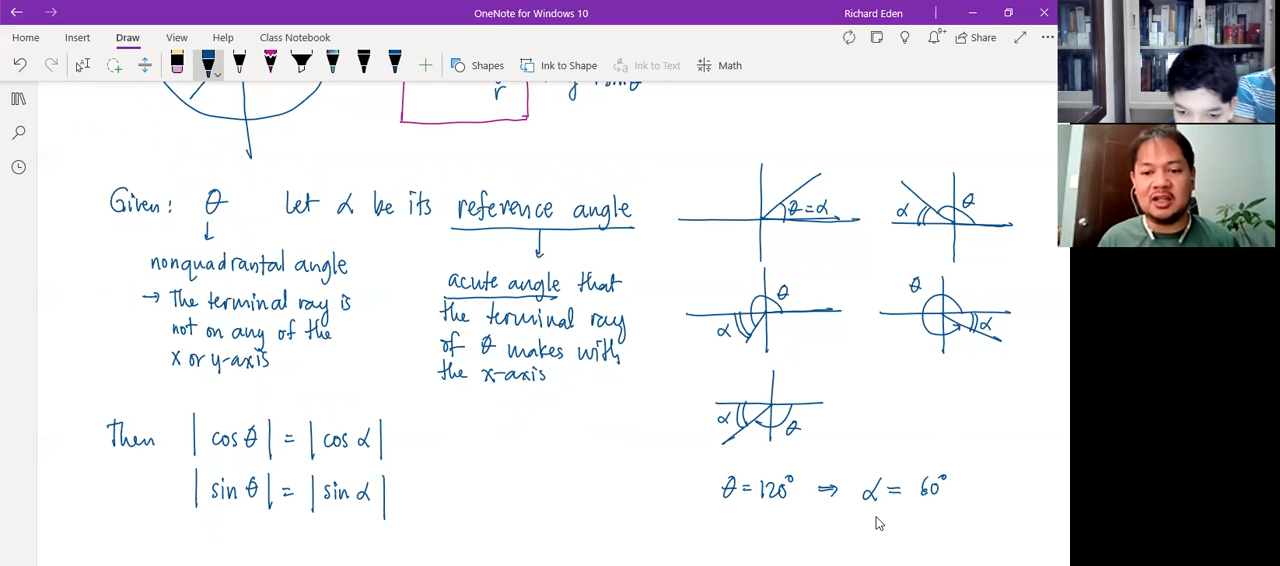 OneNote for Windows 10
Richard Eden
Home Insert Draw View Help Class Notebook
Share
Shapes Ink to Shape Ink to Text Math
r
Given: θ let α be its reference angle
nonquadrantal angle
→ The terminal ray is
not on any of the
x or y-axis
acute angle that
the terminal ray
of θ makes with
the x-axis
θ=α
α θ
α θ
θ α
α θ
Then |cos θ| = |cos α|
|sin θ| = |sin α|
θ = 120° ⇒ α = 60°